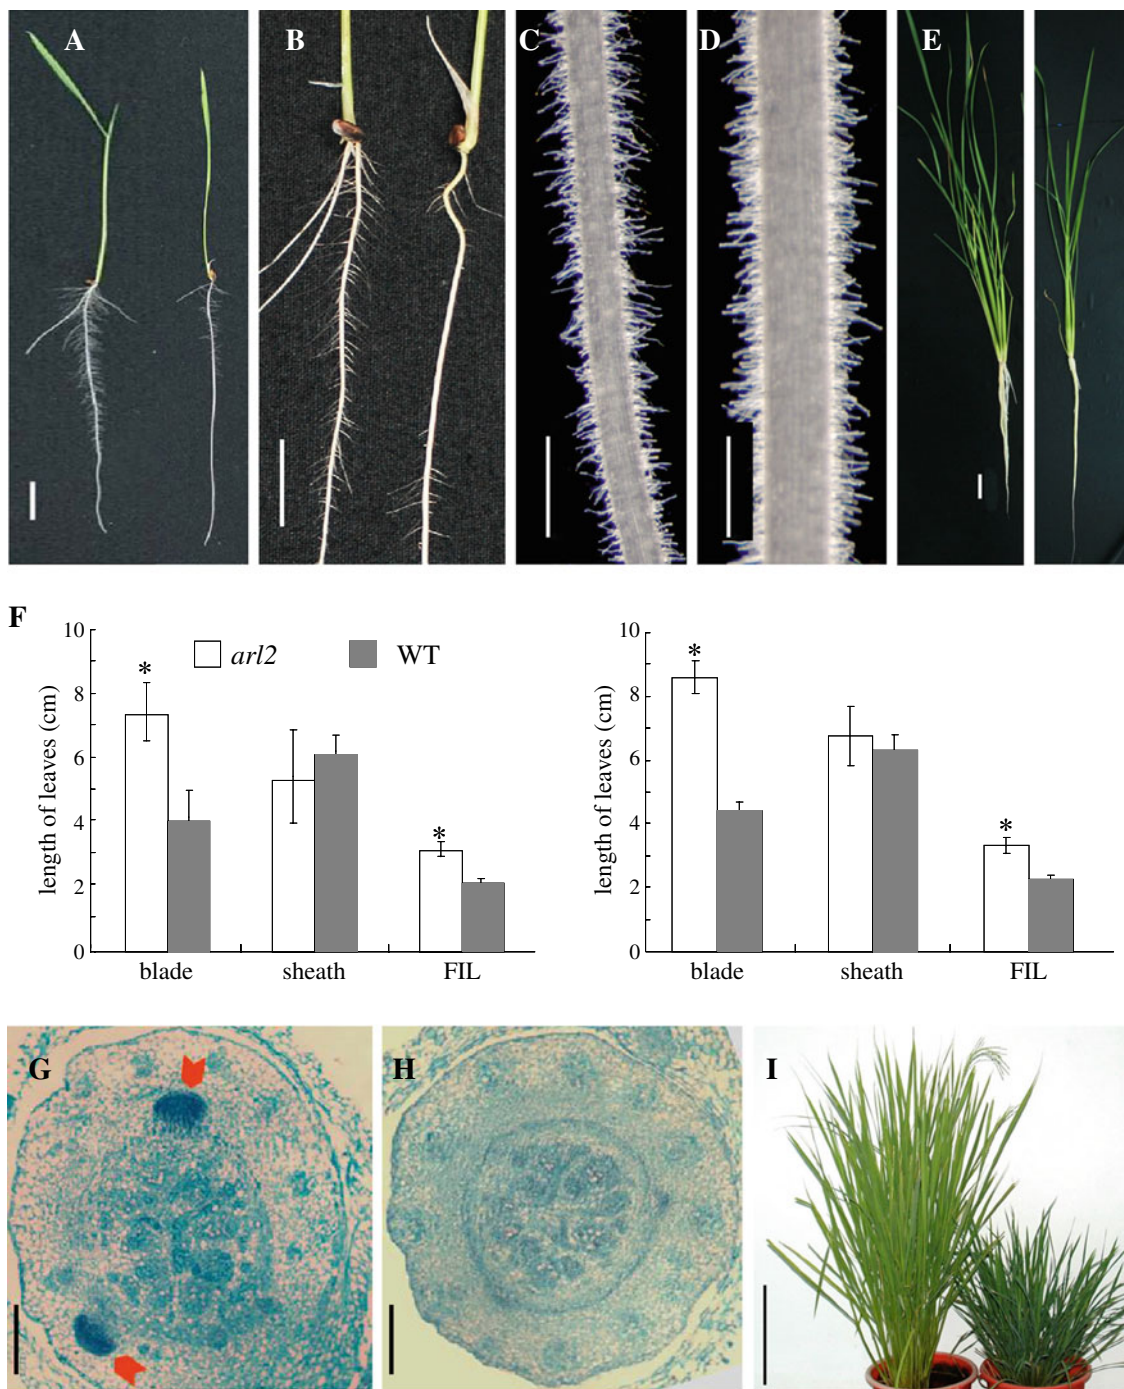 A B C D E
F
10 arl2 WT 10
* *
8 8
6 6
length of leaves (cm) length of leaves (cm)
4 4
* *
2 2
0 0
blade sheath FIL blade sheath FIL
G H I